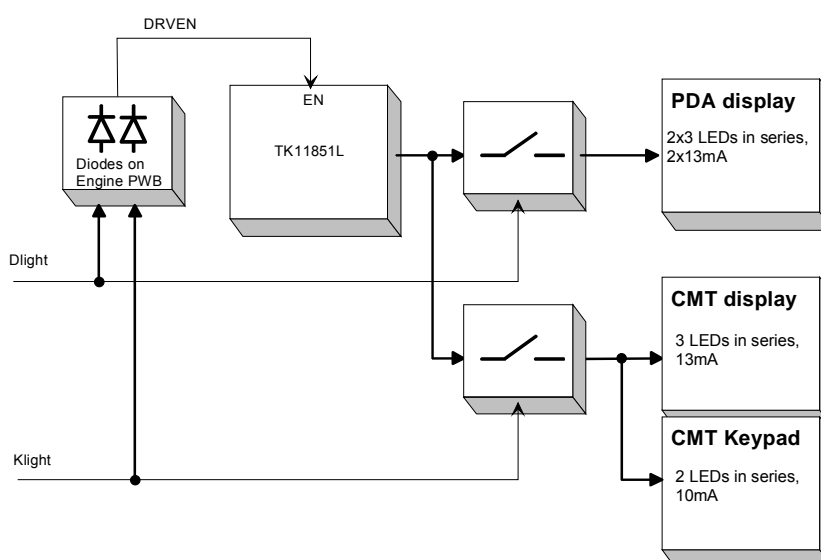 DRVEN
EN
TK11851L
Diodes on
Engine PWB
PDA display
2x3 LEDs in series,
2x13mA
Dlight
CMT display
3 LEDs in series,
13mA
Klight
CMT Keypad
2 LEDs in series,
10mA